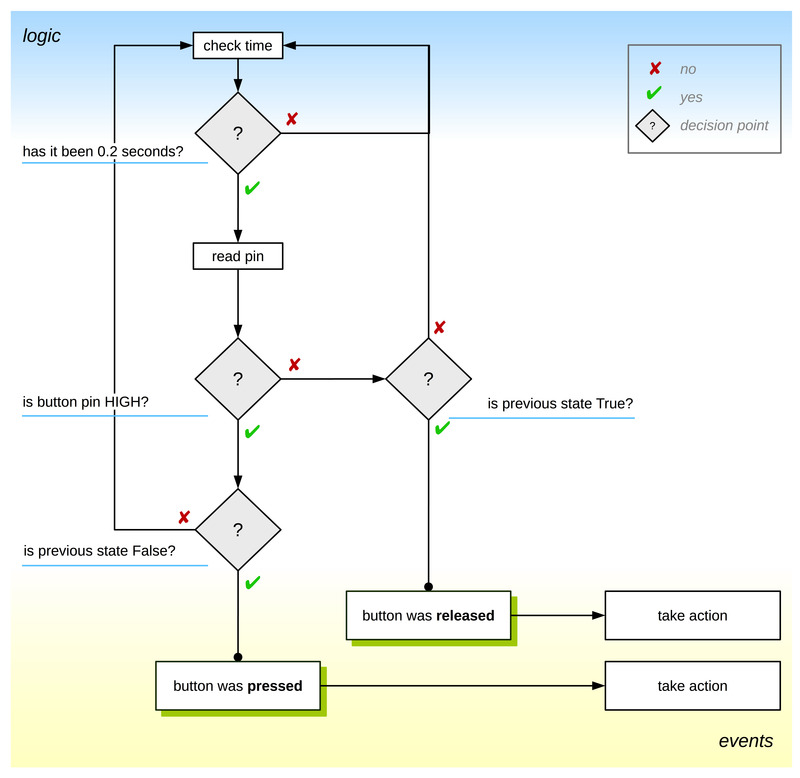 logic
check time
no
yes
? decision point
?
has it been 0.2 seconds?
read pin
?
?
is button pin HIGH?
is previous state True?
?
is previous state False?
button was released
take action
button was pressed
take action
events